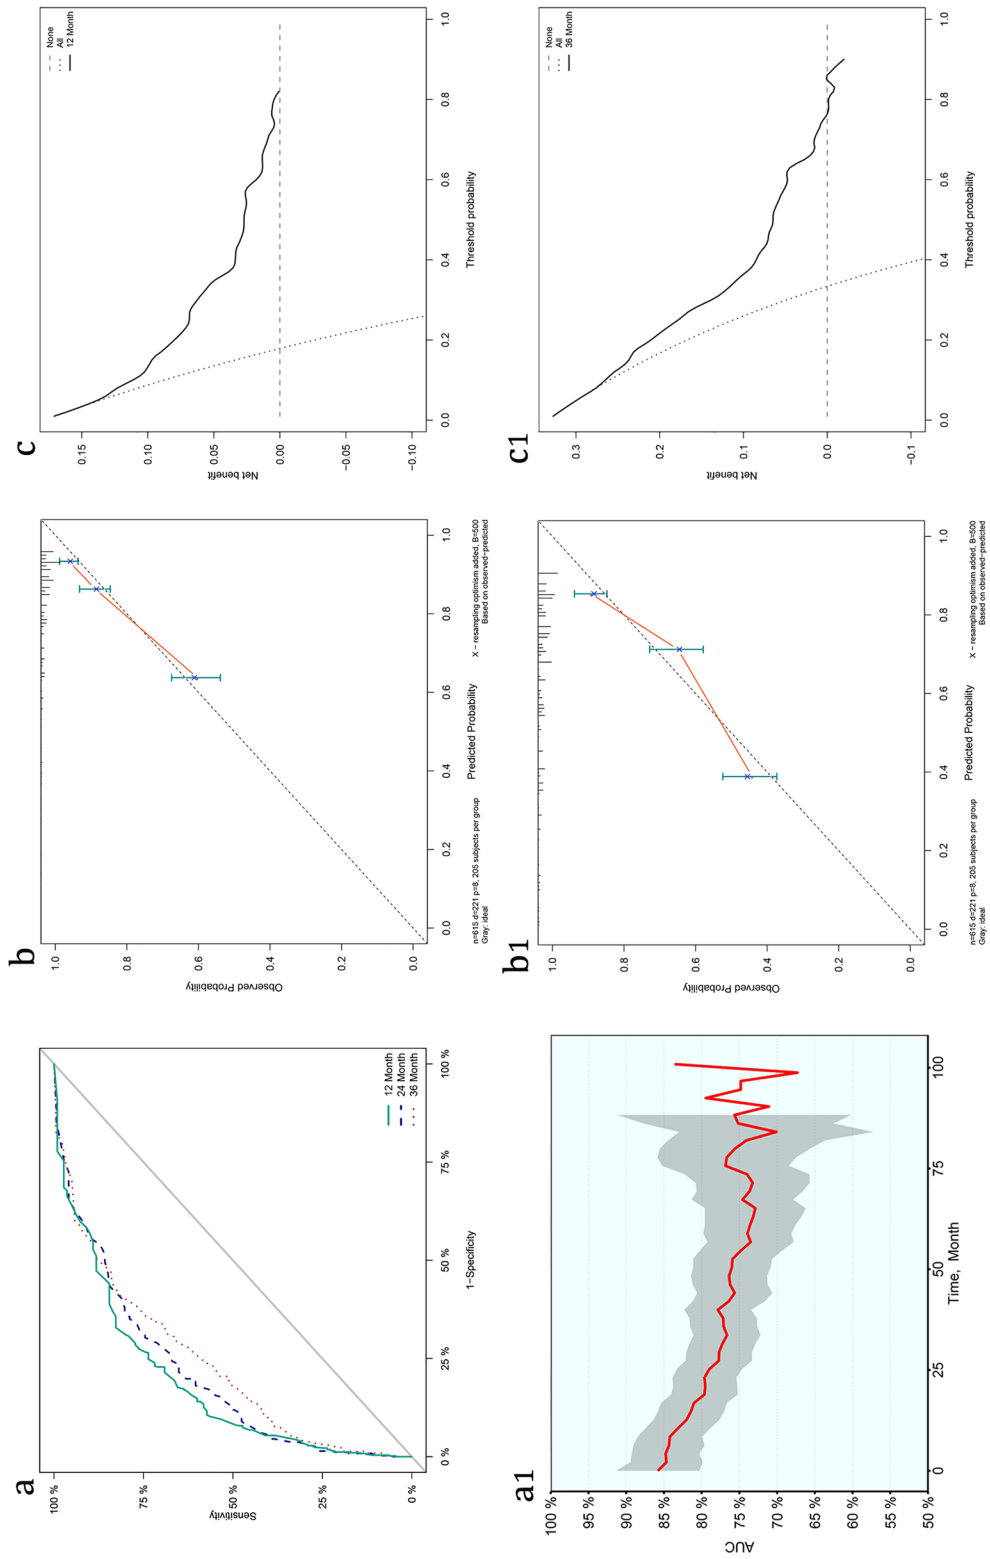 a
100 %
75 %
50 %
25 %
0 %
Sensitivity
0 %
25 %
50 %
75 %
100 %
1−Specificity
12 Month
24 Month
36 Month
b
1.0
0.8
0.6
0.4
0.2
0.0
Observed Probability
0.0
0.2
0.4
0.6
0.8
1.0
Predicted Probability
n=615 d=221 p=8, 205 subjects per group
Gray: ideal
X − resampling optimism added, B=500
Based on observed−predicted
c
0.15
0.10
0.05
0.00
−0.05
−0.10
Net benefit
0.0
0.2
0.4
0.6
0.8
1.0
Threshold probability
None
All
12 Month
a1
100 %
95 %
90 %
85 %
80 %
75 %
70 %
65 %
60 %
55 %
50 %
AUC
0
25
50
75
100
Time, Month
b1
1.0
0.8
0.6
0.4
0.2
0.0
Observed Probability
0.0
0.2
0.4
0.6
0.8
1.0
Predicted Probability
n=615 d=221 p=8, 205 subjects per group
Gray: ideal
X − resampling optimism added, B=500
Based on observed−predicted
c1
0.3
0.2
0.1
0.0
−0.1
Net benefit
0.0
0.2
0.4
0.6
0.8
1.0
Threshold probability
None
All
36 Month